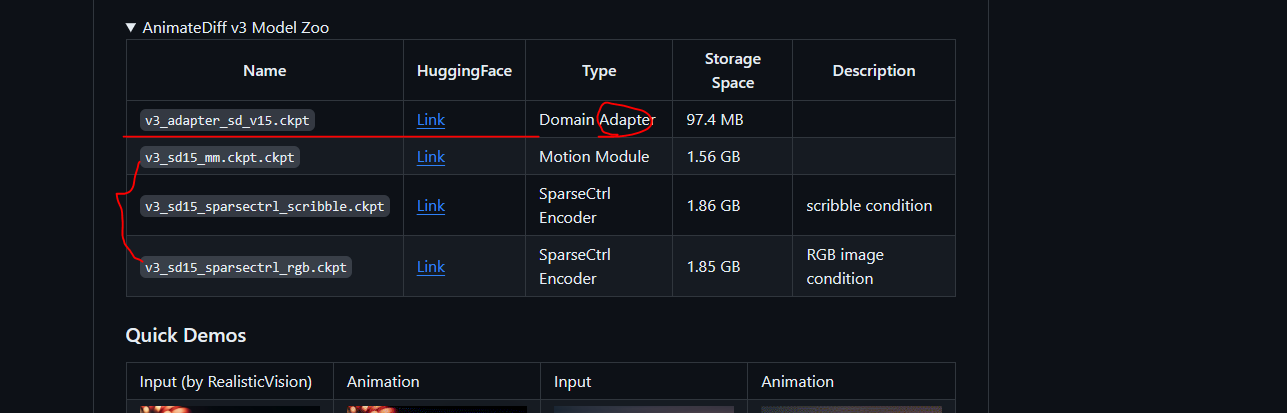 ▼ AnimateDiff v3 Model Zoo
Name HuggingFace Type Storage Space Description
v3_adapter_sd_v15.ckpt Link Domain Adapter 97.4 MB
v3_sd15_mm.ckpt.ckpt Link Motion Module 1.56 GB
v3_sd15_sparsectrl_scribble.ckpt Link SparseCtrl Encoder 1.86 GB scribble condition
v3_sd15_sparsectrl_rgb.ckpt Link SparseCtrl Encoder 1.85 GB RGB image condition
Quick Demos
Input (by RealisticVision) Animation Input Animation